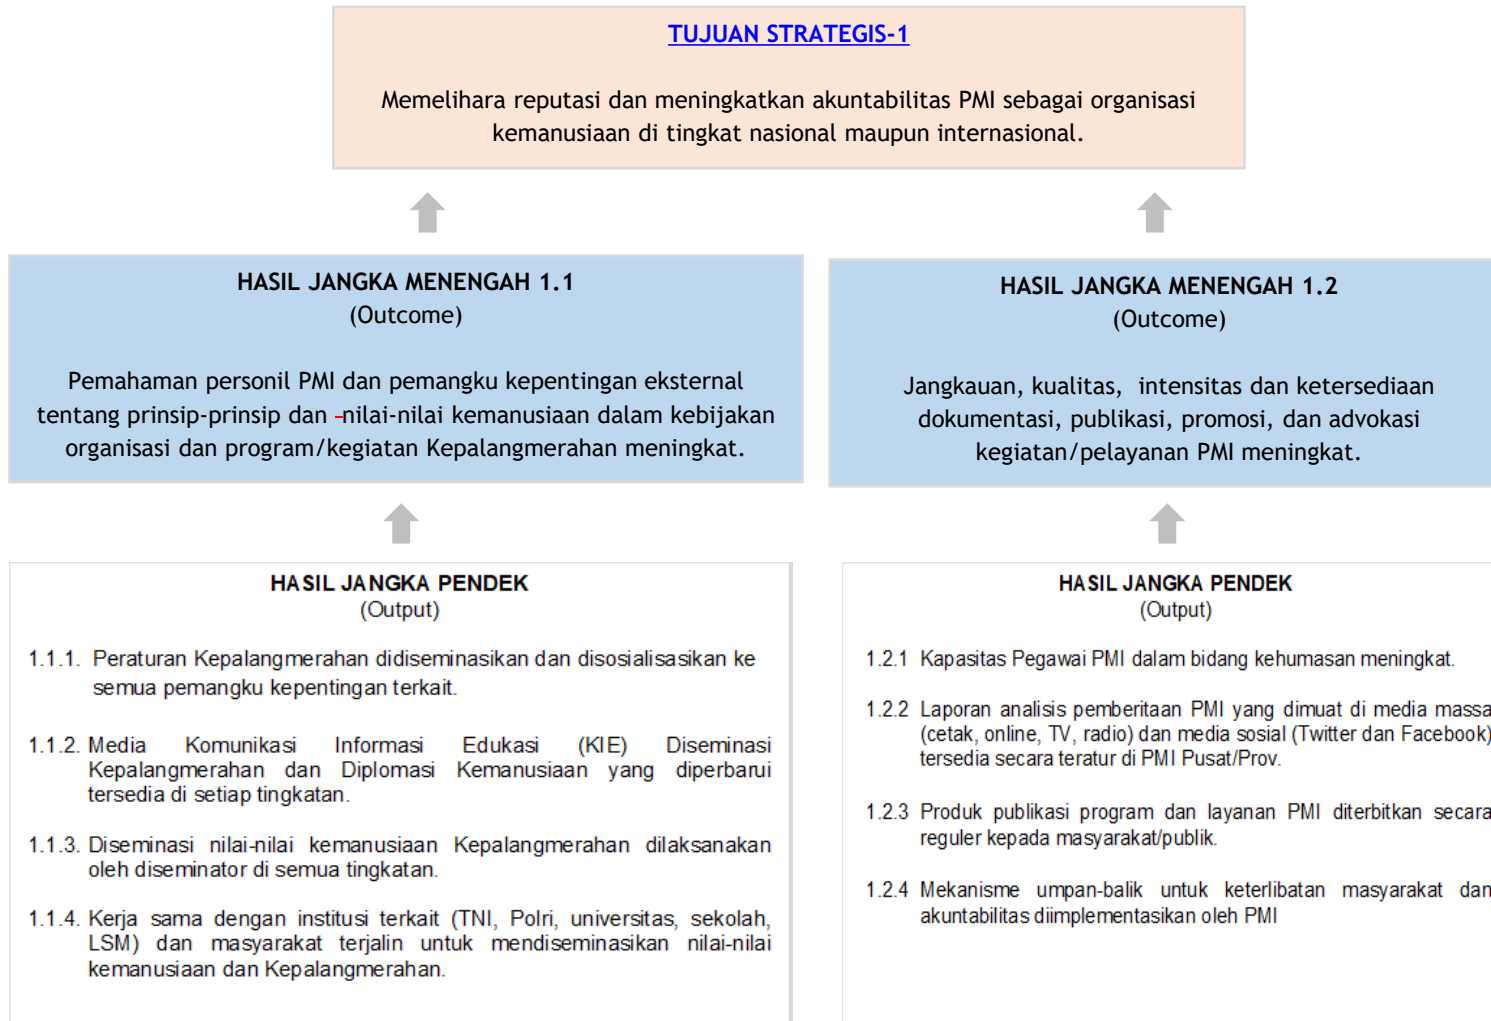 TUJUAN STRATEGIS-1
Memelihara reputasi dan meningkatkan akuntabilitas PMI sebagai organisasi
kemanusiaan di tingkat nasional maupun internasional.
HASIL JANGKA MENENGAH 1.1
(Outcome)
Pemahaman personil PMI dan pemangku kepentingan eksternal
tentang prinsip-prinsip dan -nilai-nilai kemanusiaan dalam kebijakan
organisasi dan program/kegiatan Kepalangmerahan meningkat.
HASIL JANGKA MENENGAH 1.2
(Outcome)
Jangkauan, kualitas, intensitas dan ketersediaan
dokumentasi, publikasi, promosi, dan advokasi
kegiatan/pelayanan PMI meningkat.
HASIL JANGKA PENDEK
(Output)
1.1.1. Peraturan Kepalangmerahan didiseminasikan dan disosialisasikan ke
semua pemangku kepentingan terkait.
1.1.2. Media Komunikasi Informasi Edukasi (KIE) Diseminasi
Kepalangmerahan dan Diplomasi Kemanusiaan yang diperbarui
tersedia di setiap tingkatan.
1.1.3. Diseminasi nilai-nilai kemanusiaan Kepalangmerahan dilaksanakan
oleh diseminator di semua tingkatan.
1.1.4. Kerja sama dengan institusi terkait (TNI, Polri, universitas, sekolah,
LSM) dan masyarakat terjalin untuk mendiseminasikan nilai-nilai
kemanusiaan dan Kepalangmerahan.
HASIL JANGKA PENDEK
(Output)
1.2.1 Kapasitas Pegawai PMI dalam bidang kehumasan meningkat.
1.2.2 Laporan analisis pemberitaan PMI yang dimuat di media massa
(cetak, online, TV, radio) dan media sosial (Twitter dan Facebook)
tersedia secara teratur di PMI Pusat/Prov.
1.2.3 Produk publikasi program dan layanan PMI diterbitkan secara
reguler kepada masyarakat/publik.
1.2.4 Mekanisme umpan-balik untuk keterlibatan masyarakat dan
akuntabilitas diimplementasikan oleh PMI